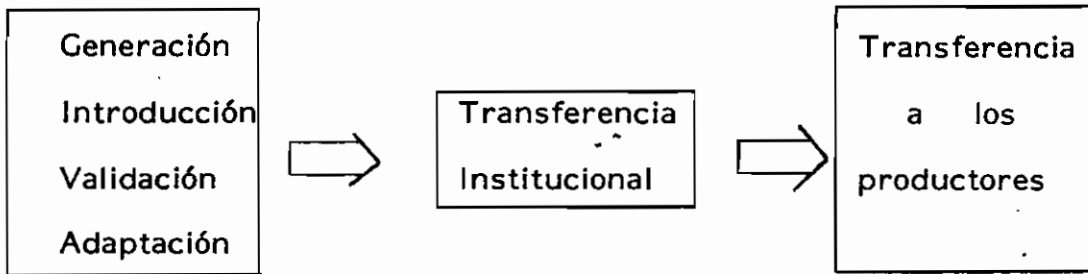 Generación
Introducción
Validación
Adaptación
Transferencia
Institucional
Transferencia
a los
productores